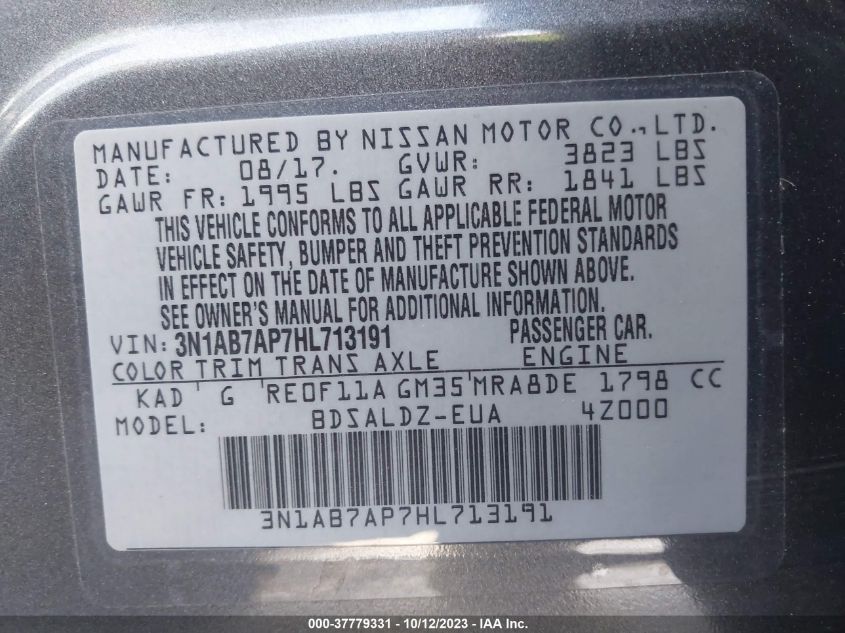 MANUFACTURED BY NISSAN MOTOR CO., LTD.
DATE: 08/17. GVWR: 3823 LBS
GAWR FR: 1995 LBS GAWR RR: 1841 LBS
THIS VEHICLE CONFORMS TO ALL APPLICABLE FEDERAL MOTOR
VEHICLE SAFETY, BUMPER AND THEFT PREVENTION STANDARDS
IN EFFECT ON THE DATE OF MANUFACTURE SHOWN ABOVE.
SEE OWNER'S MANUAL FOR ADDITIONAL INFORMATION.
VIN: 3N1AB7AP7HL713191 PASSENGER CAR.
COLOR TRIM TRANS AXLE ENGINE
KAD G RE0F11A GM35 MRA8DE 1798 CC
MODEL: BDSALDZ-EUA 4Z000
3N1AB7AP7HL713191
000-37779331 - 10/12/2023 - IAAI.com